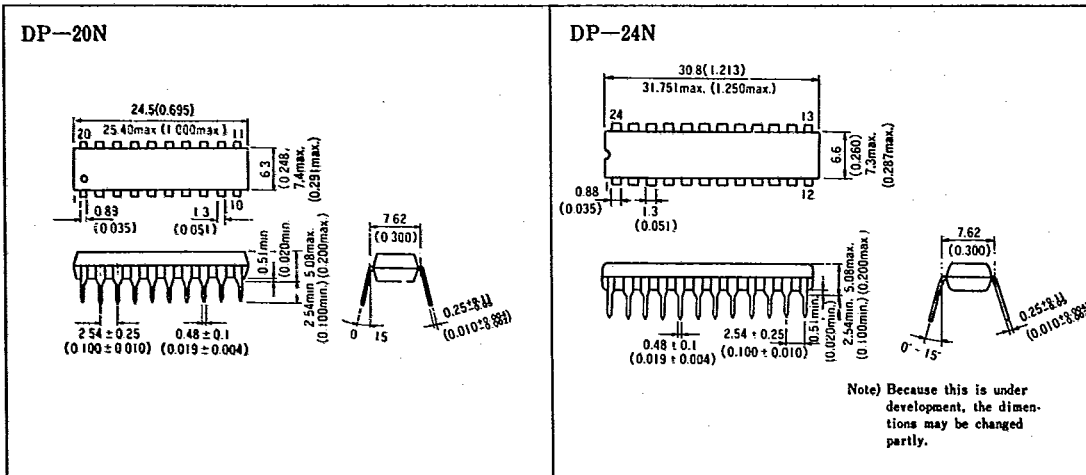 DP—20N
24.5(0.695)
25.40max (1.000max.)
20
11
1
10
6.3
(0.248,
7.4max,
(0.291max.)
0.89
(0.035)
1.3
(0.051)
0.51min
(0.020min.)
2.54min 5.08max.
(0.100min.)(0.200max.)
7.62
(0.300)
2.54 ± 0.25
(0.100 ± 0.010)
0.48 ± 0.1
(0.019 ± 0.004)
0 15
DP—24N
30.8(1.213)
31.751max. (1.250max.)
24
13
12
6.6
(0.260)
7.3max,
(0.287max.)
0.88
(0.035)
1.3
(0.051)
0.51min.
(0.020min.)
2.54min. 5.08max.
(0.100min.)(0.200max.)
7.62
(0.300)
0.48 ± 0.1
(0.019 ± 0.004)
2.54 ± 0.25
(0.100 ± 0.010)
0° - 15°
Note) Because this is under
development, the dimen-
tions may be changed
partly.